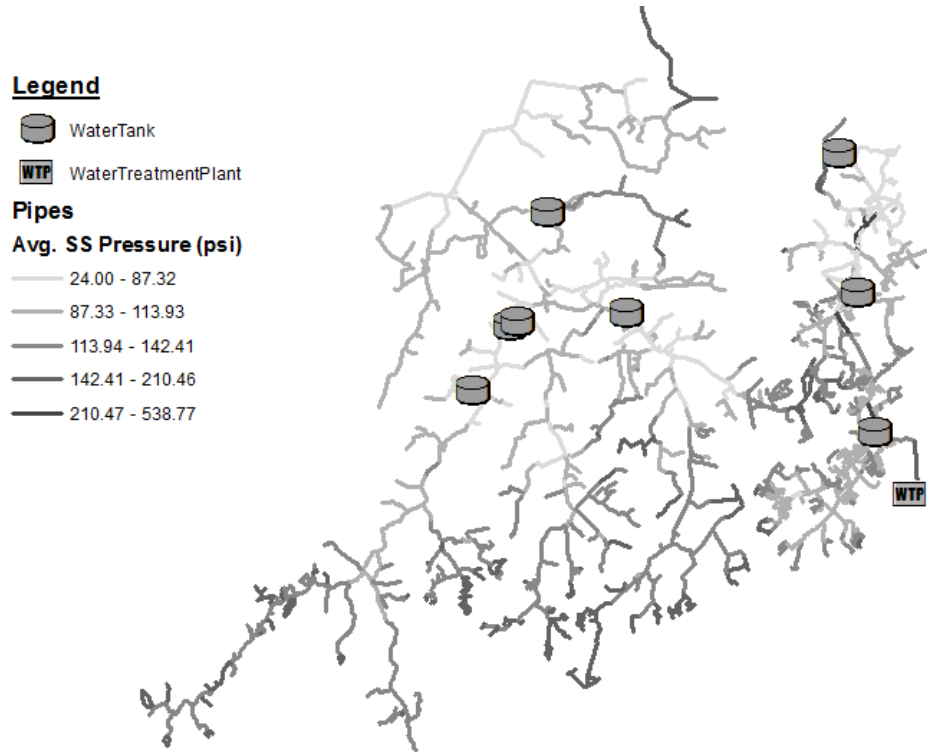 Legend
WaterTank
WTP WaterTreatmentPlant
Pipes
Avg. SS Pressure (psi)
24.00 - 87.32
87.33 - 113.93
113.94 - 142.41
142.41 - 210.46
210.47 - 538.77
WTP